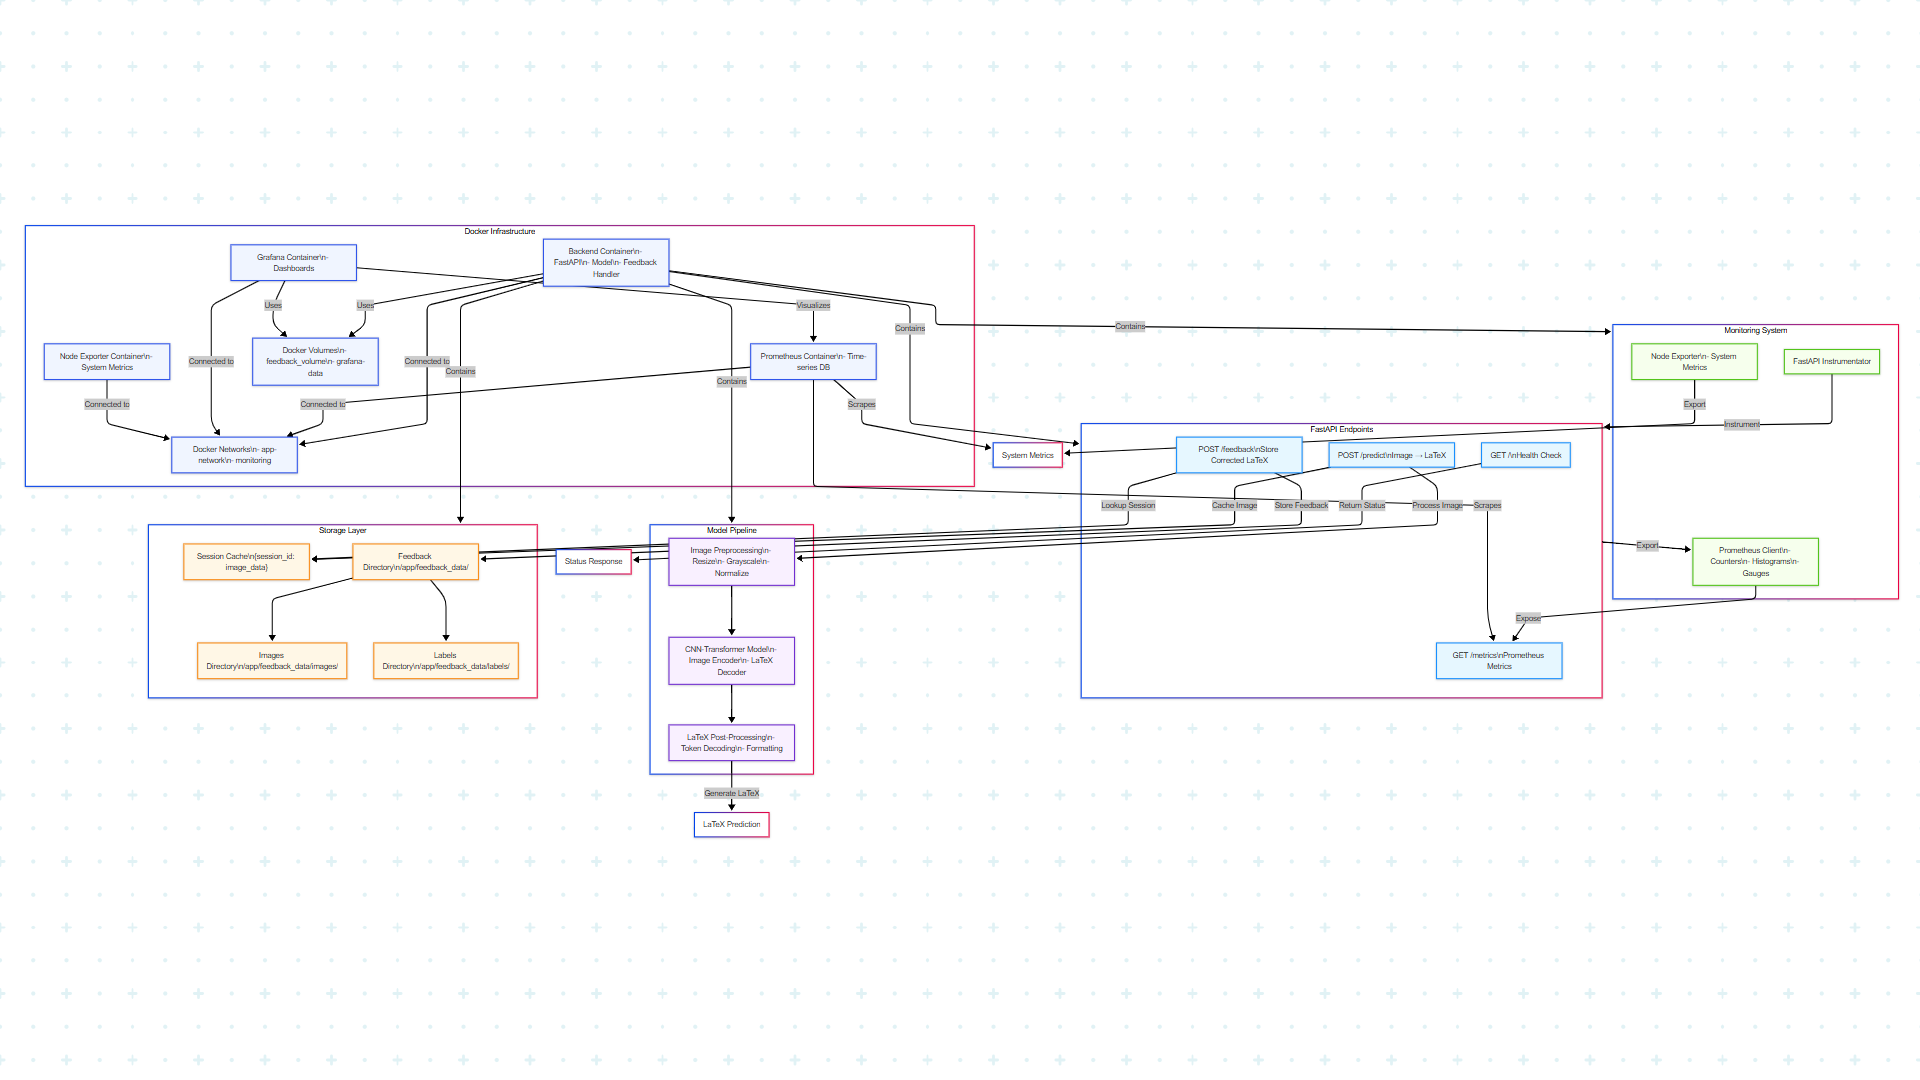 Docker Infrastructure
Grafana Container\n-
Dashboards
Backend Container\n-
FastAPI\n- Model\n- Feedback
Handler
Uses
Uses
Visualizes
Contains
Contains
Node Exporter Container\n-
System Metrics
Connected to
Docker Volumes\n-
feedback_volume\n- grafana-
data
Connected to
Contains
Contains
Prometheus Container\n- Time-
series DB
Connected to
Connected to
Scrapes
Docker Networks\n- app-
network\n- monitoring
System Metrics
Monitoring System
Node Exporter\n- System
Metrics
FastAPI Instrumentator
Export
Instrument
FastAPI Endpoints
POST /feedback\nStore
Corrected LaTeX
POST /predict\nImage → LaTeX
GET /\nHealth Check
Lookup Session
Cache Image
Store Feedback
Return Status
Process Image
Scrapes
Export
Prometheus Client\n-
Counters\n- Histograms\n-
Gauges
Expose
GET /metrics\nPrometheus
Metrics
Storage Layer
Session Cache\n{session_id:
image_data}
Feedback
Directory\n/app/feedback_data/
Status Response
Images
Directory\n/app/feedback_data/images/
Labels
Directory\n/app/feedback_data/labels/
Model Pipeline
Image Preprocessing\n-
Resize\n- Grayscale\n-
Normalize
CNN-Transformer Model\n-
Image Encoder\n- LaTeX
Decoder
LaTeX Post-Processing\n-
Token Decoding\n- Formatting
Generate LaTeX
LaTeX Prediction